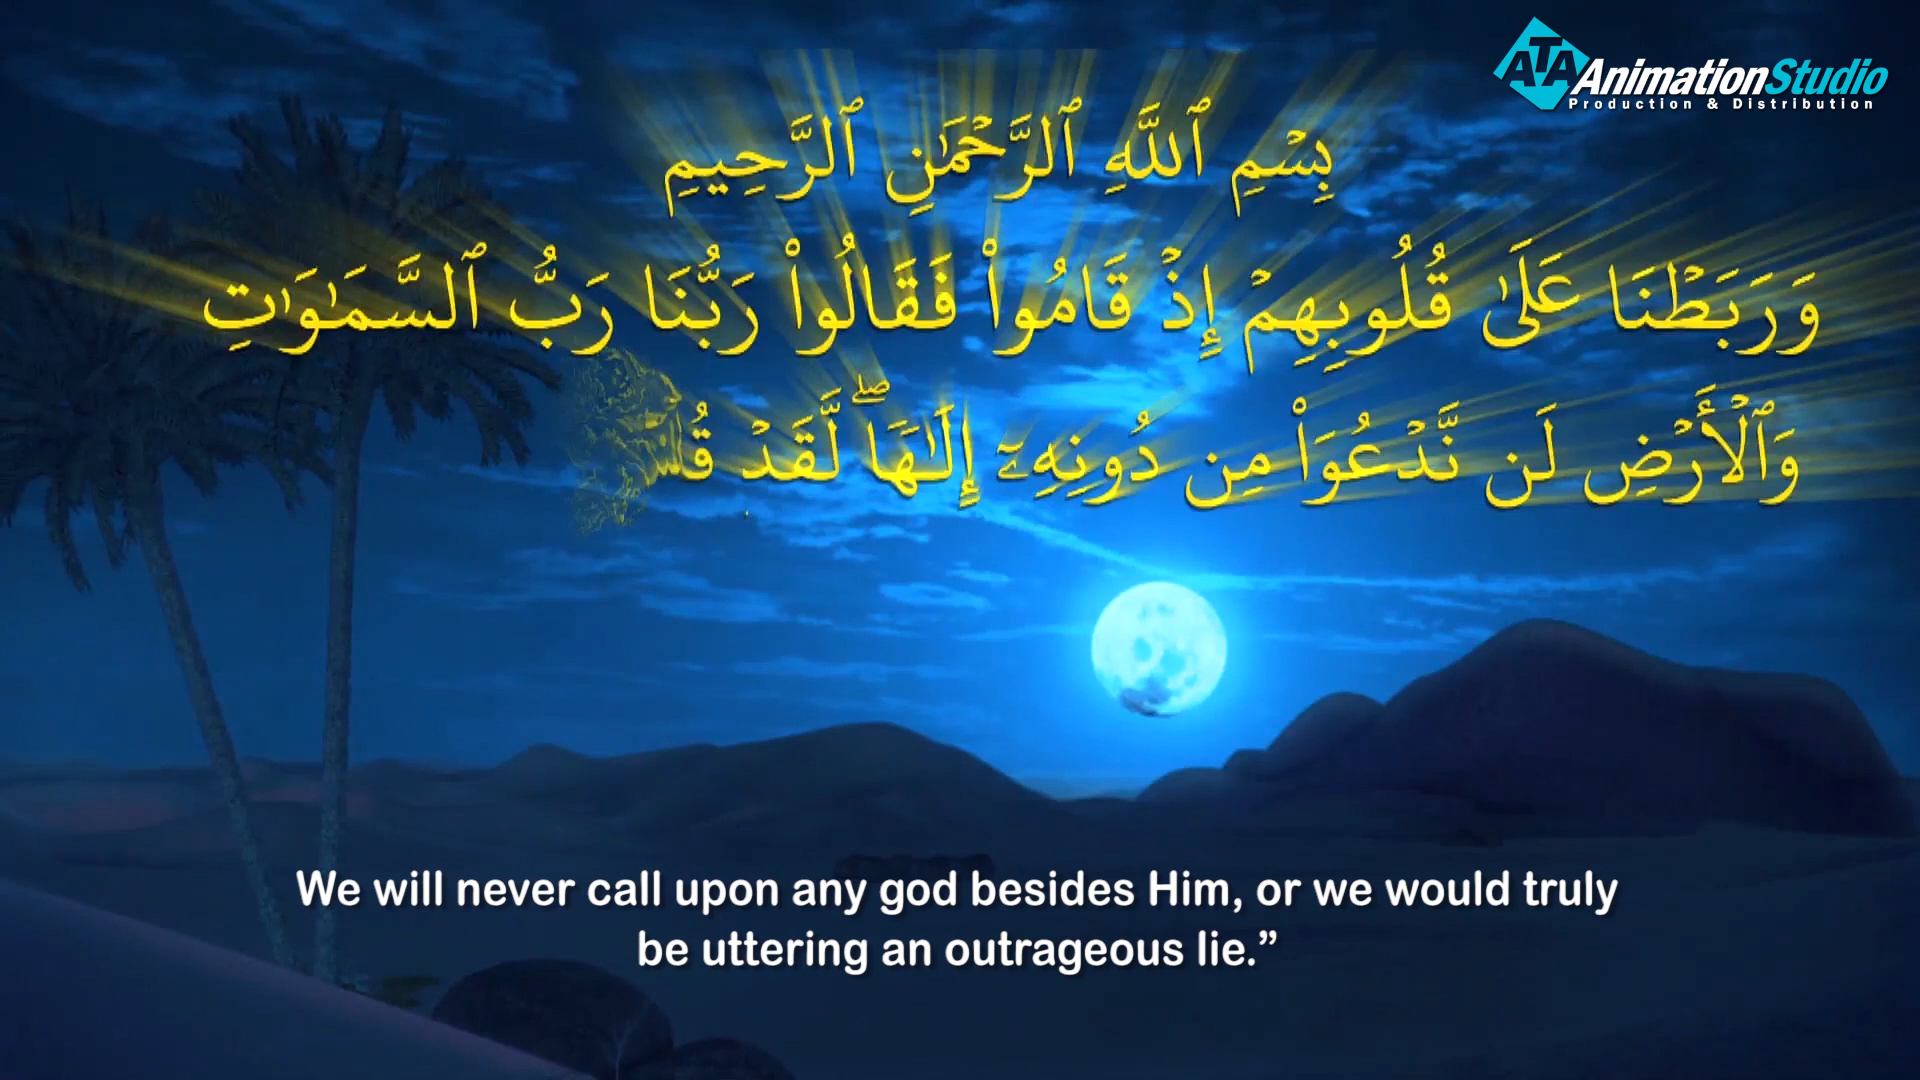 ATA AnimationStudio
Production & Distribution
بِسْمِ ٱللَّهِ ٱلرَّحْمَٰنِ ٱلرَّحِيمِ
وَرَبَطْنَا عَلَىٰ قُلُوبِهِمْ إِذْ قَامُوا۟ فَقَالُوا۟ رَبُّنَا رَبُّ ٱلسَّمَٰوَٰتِ
وَٱلْأَرْضِ لَن نَّدْعُوَا۟ مِن دُونِهِۦٓ إِلَٰهًا ۖ لَّقَدْ
We will never call upon any god besides Him, or we would truly
be uttering an outrageous lie.”